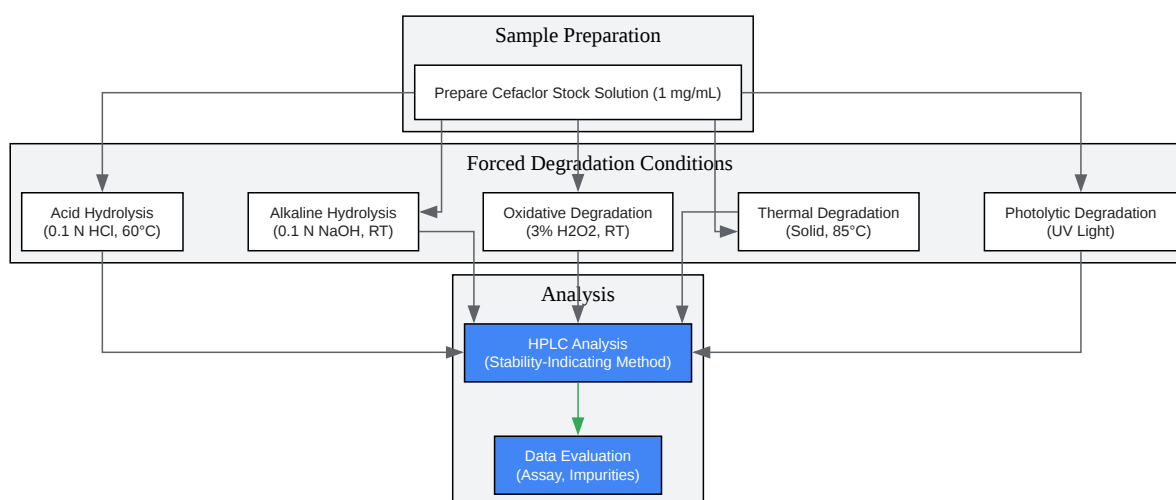 Sample Preparation
Prepare Cefaclor Stock Solution (1 mg/mL)
Forced Degradation Conditions
Acid Hydrolysis
(0.1 N HCl, 60°C)
Alkaline Hydrolysis
(0.1 N NaOH, RT)
Oxidative Degradation
(3% H2O2, RT)
Thermal Degradation
(Solid, 85°C)
Photolytic Degradation
(UV Light)
Analysis
HPLC Analysis
(Stability-Indicating Method)
Data Evaluation
(Assay, Impurities)